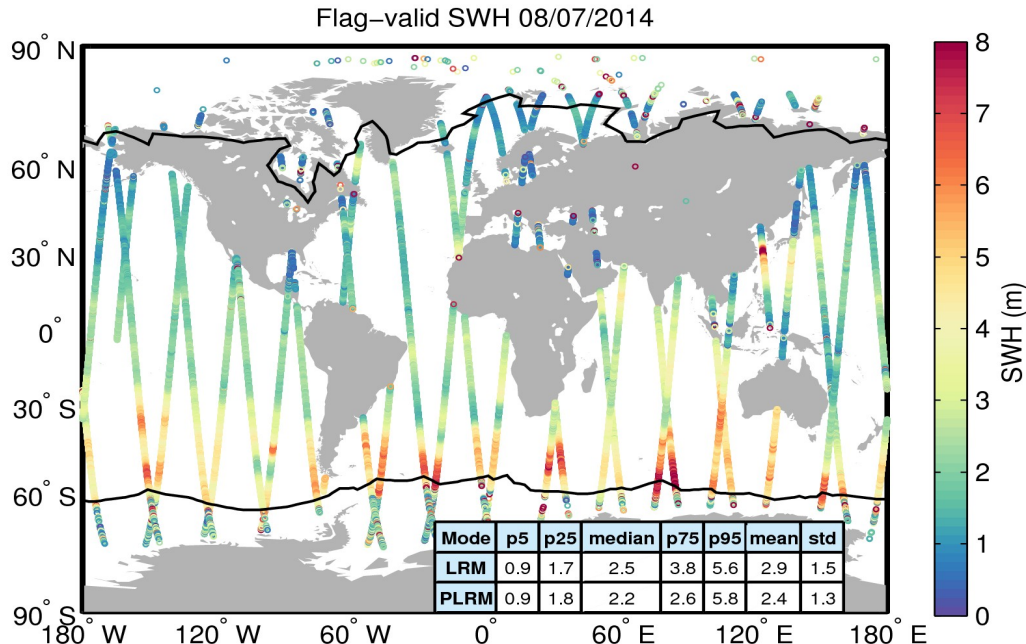 Flag-valid SWH 08/07/2014
90° N
60° N
30° N
0°
30° S
60° S
90° S
180° W
120° W
60° W
0°
60° E
120° E
180° E
Mode p5 p25 median p75 p95 mean std
LRM 0.9 1.7 2.5 3.8 5.6 2.9 1.5
PLRM 0.9 1.8 2.2 2.6 5.8 2.4 1.3
8
7
6
5
4
3
2
1
0
SWH (m)